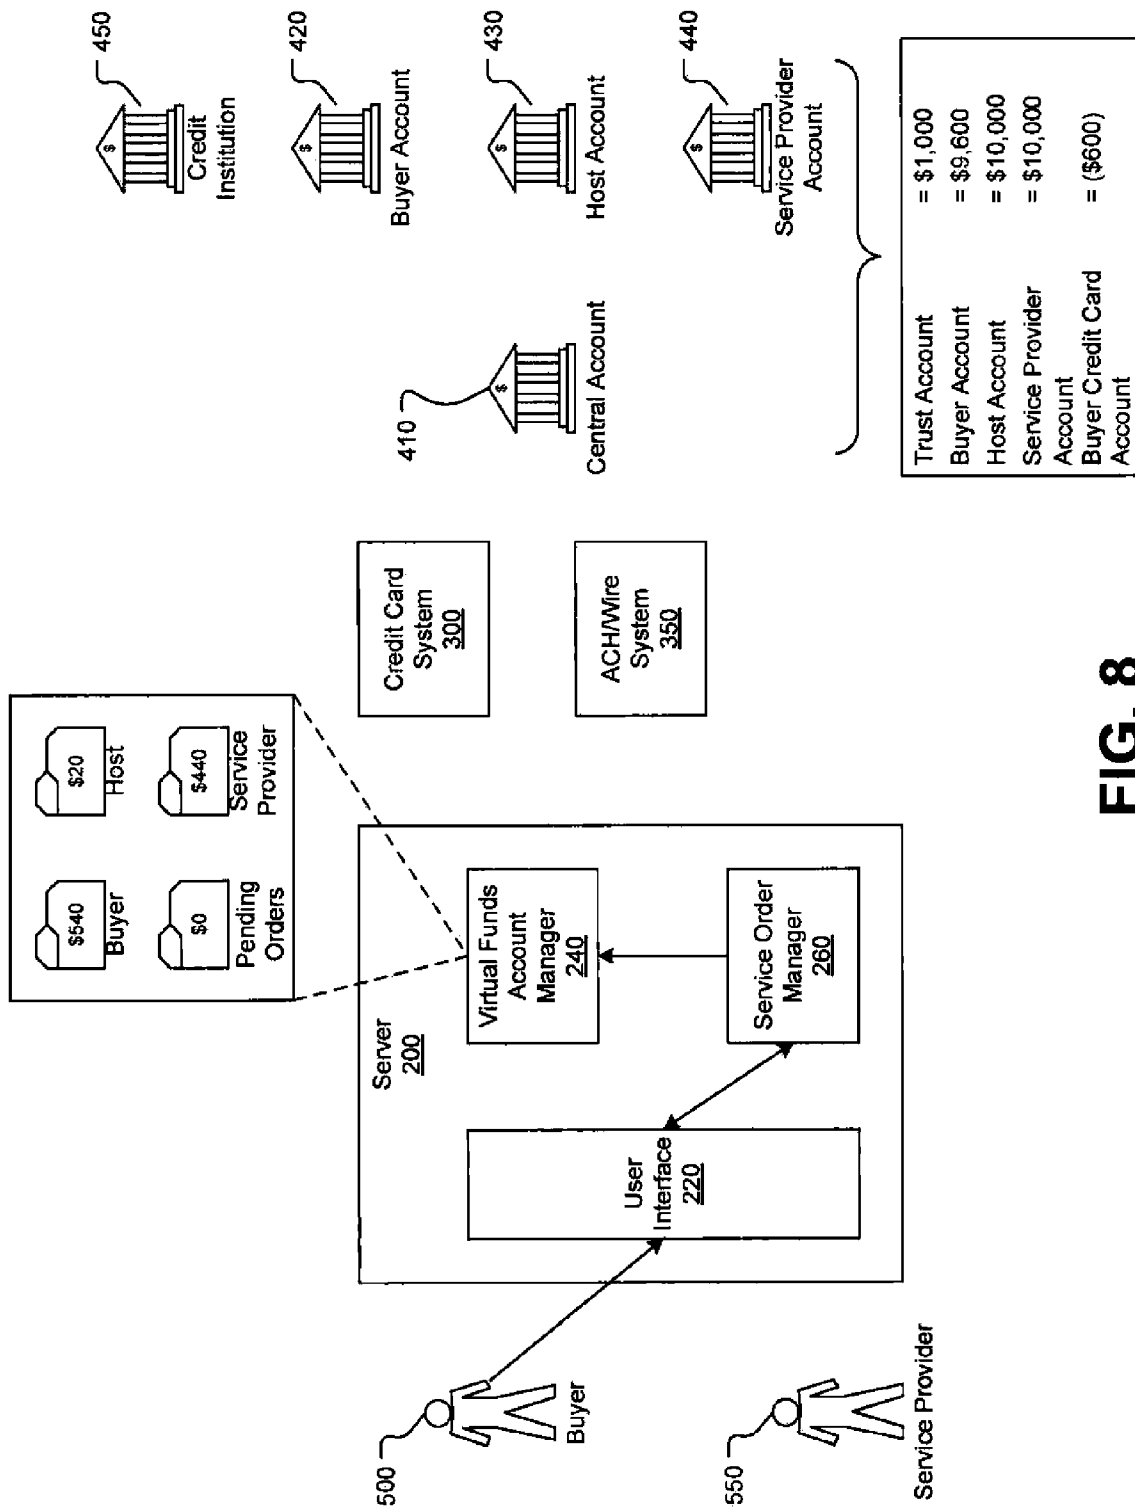 $540
Buyer
$20
Host
$0
Pending
Orders
$440
Service
Provider
500
Buyer
550
Service Provider
Server
200
User
Interface
220
Virtual Funds
Account
Manager
240
Service Order
Manager
260
Credit Card
System
300
ACH/Wire
System
350
410
$
Central Account
450
$
Credit
Institution
420
$
Buyer Account
430
$
Host Account
440
$
Service Provider
Account
Trust Account = $1,000
Buyer Account = $9,600
Host Account = $10,000
Service Provider = $10,000
Account
Buyer Credit Card = ($600)
Account
FIG. 8